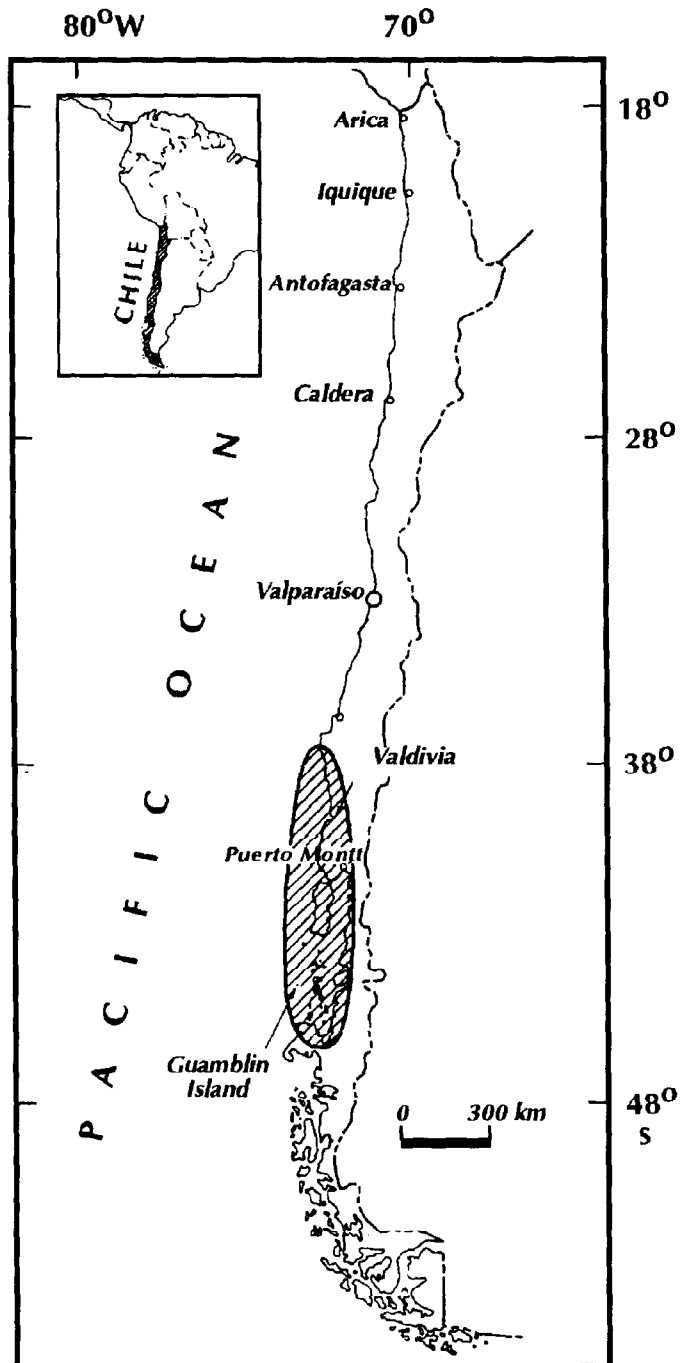 80°W 70°
18°
Arica
Iquique
CHILE
Antofagasta
Caldera
28°
PACIFIC OCEAN
Valparaíso
Valdivia
38°
Puerto Montt
Guamblin
Island
0 300 km
48°
S